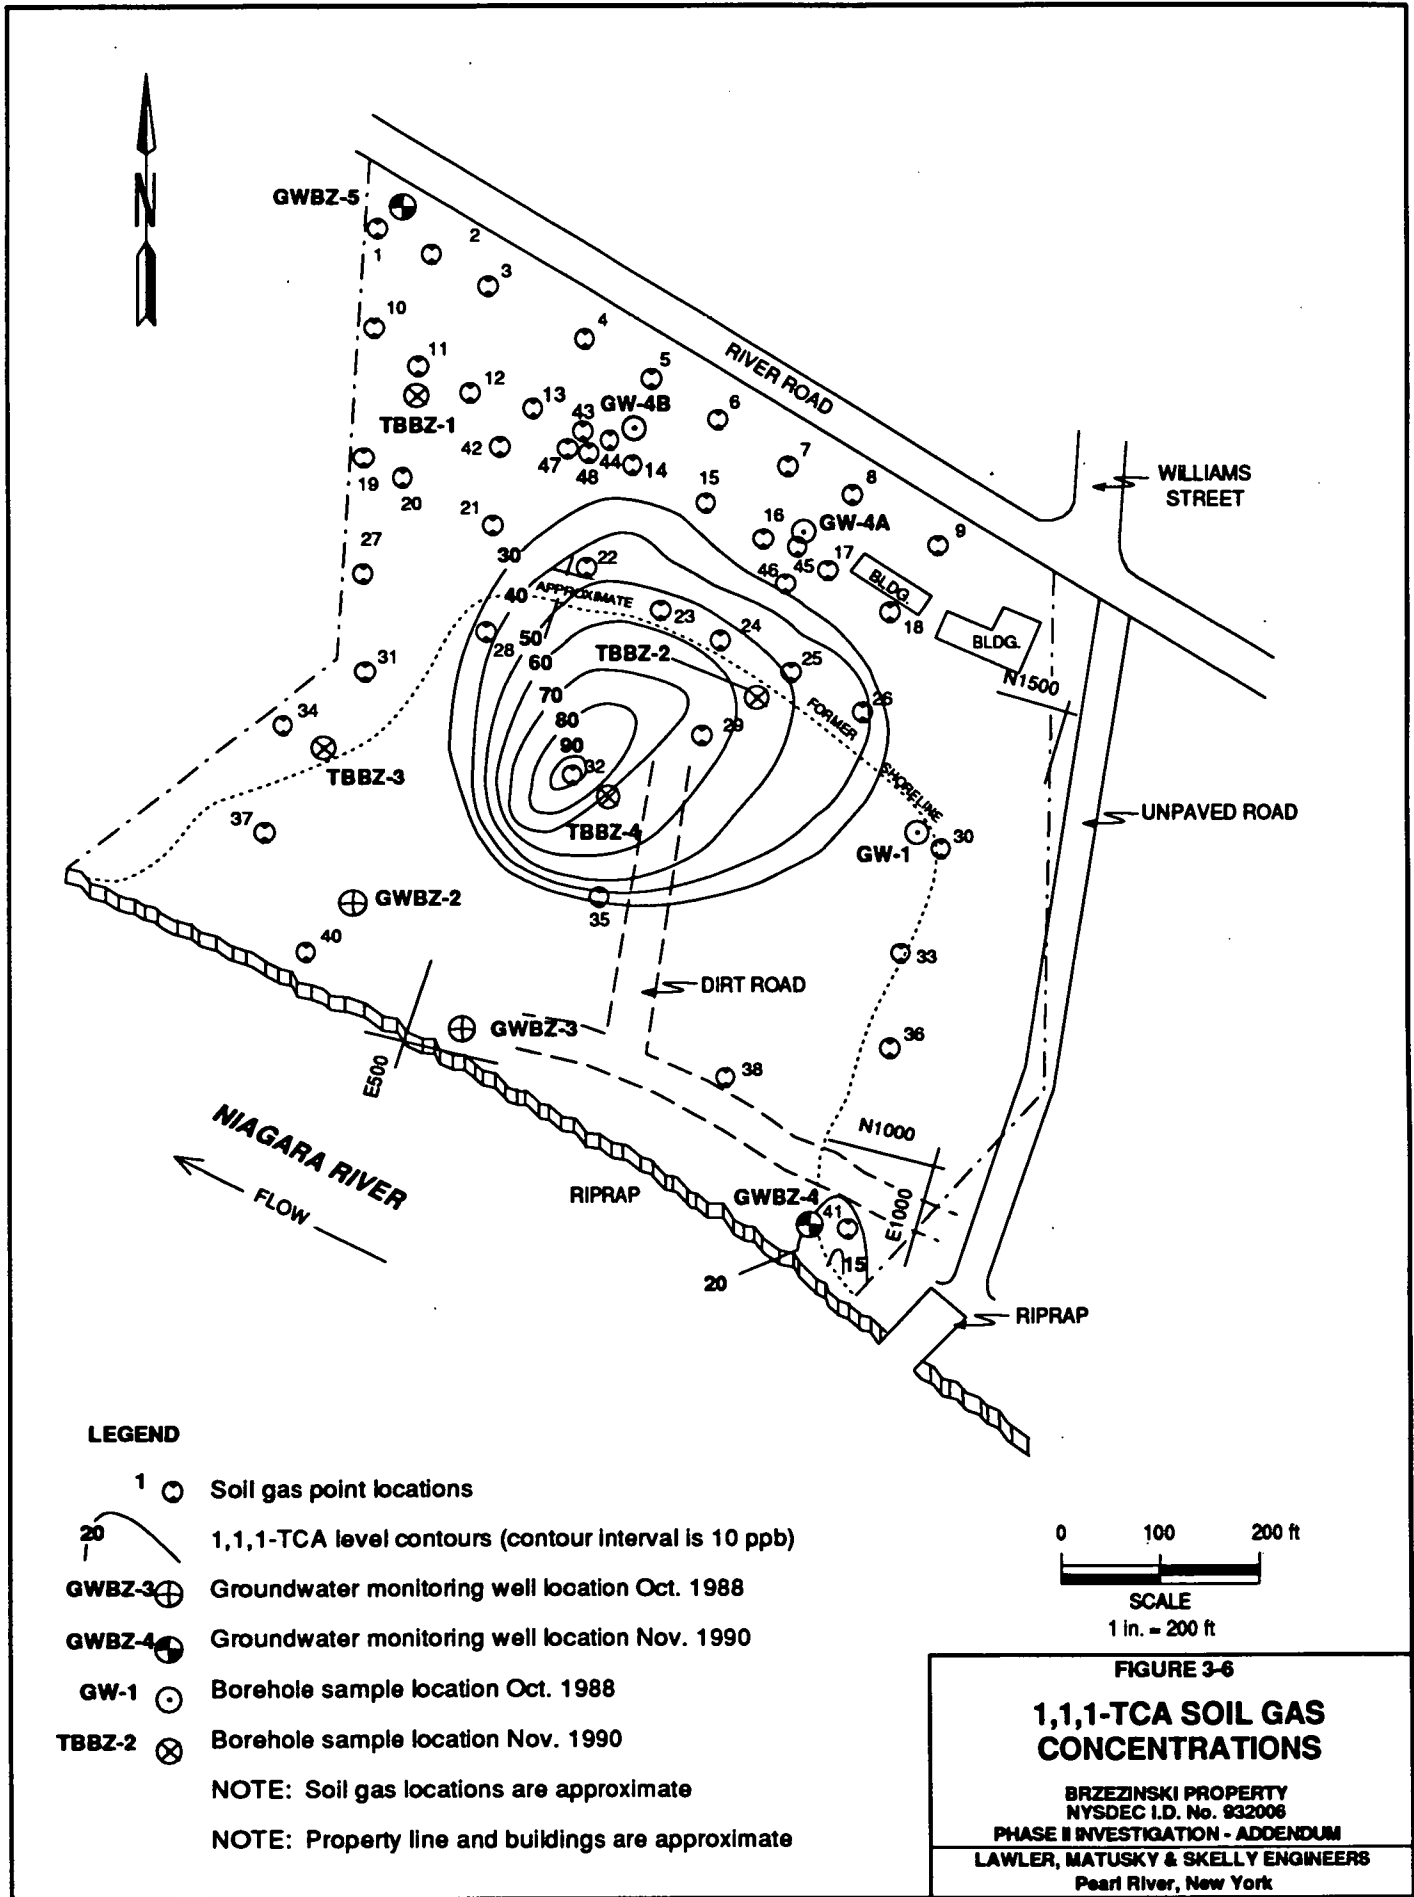 N
GWBZ-5
1
2
3
10
4
11
5
RIVER ROAD
12
13
43
GW-4B
6
TBBZ-1
42
47
48
44
14
7
WILLIAMS
STREET
19
20
15
8
21
16
GW-4A
9
27
30
22
46
45
17
BLDG.
40
APPROXIMATE
23
18
28
50
24
BLDG.
60
TBBZ-2
25
31
N1500
70
26
34
80
29
FORMER
90
32
TBBZ-3
SHORELINE
37
TBBZ-4
UNPAVED ROAD
GW-1
30
GWBZ-2
35
40
33
DIRT ROAD
GWBZ-3
36
E500
38
NIAGARA RIVER
N1000
FLOW
RIPRAP
GWBZ-4
41
E1000
15
20
RIPRAP
LEGEND
1 Soil gas point locations
20 1,1,1-TCA level contours (contour interval is 10 ppb)
GWBZ-3 Groundwater monitoring well location Oct. 1988
GWBZ-4 Groundwater monitoring well location Nov. 1990
GW-1 Borehole sample location Oct. 1988
TBBZ-2 Borehole sample location Nov. 1990
NOTE: Soil gas locations are approximate
NOTE: Property line and buildings are approximate
0 100 200 ft
SCALE
1 in. = 200 ft
FIGURE 3-6
1,1,1-TCA SOIL GAS
CONCENTRATIONS
BRZEZINSKI PROPERTY
NYSDEC I.D. No. 932006
PHASE II INVESTIGATION - ADDENDUM
LAWLER, MATUSKY & SKELLY ENGINEERS
Pearl River, New York